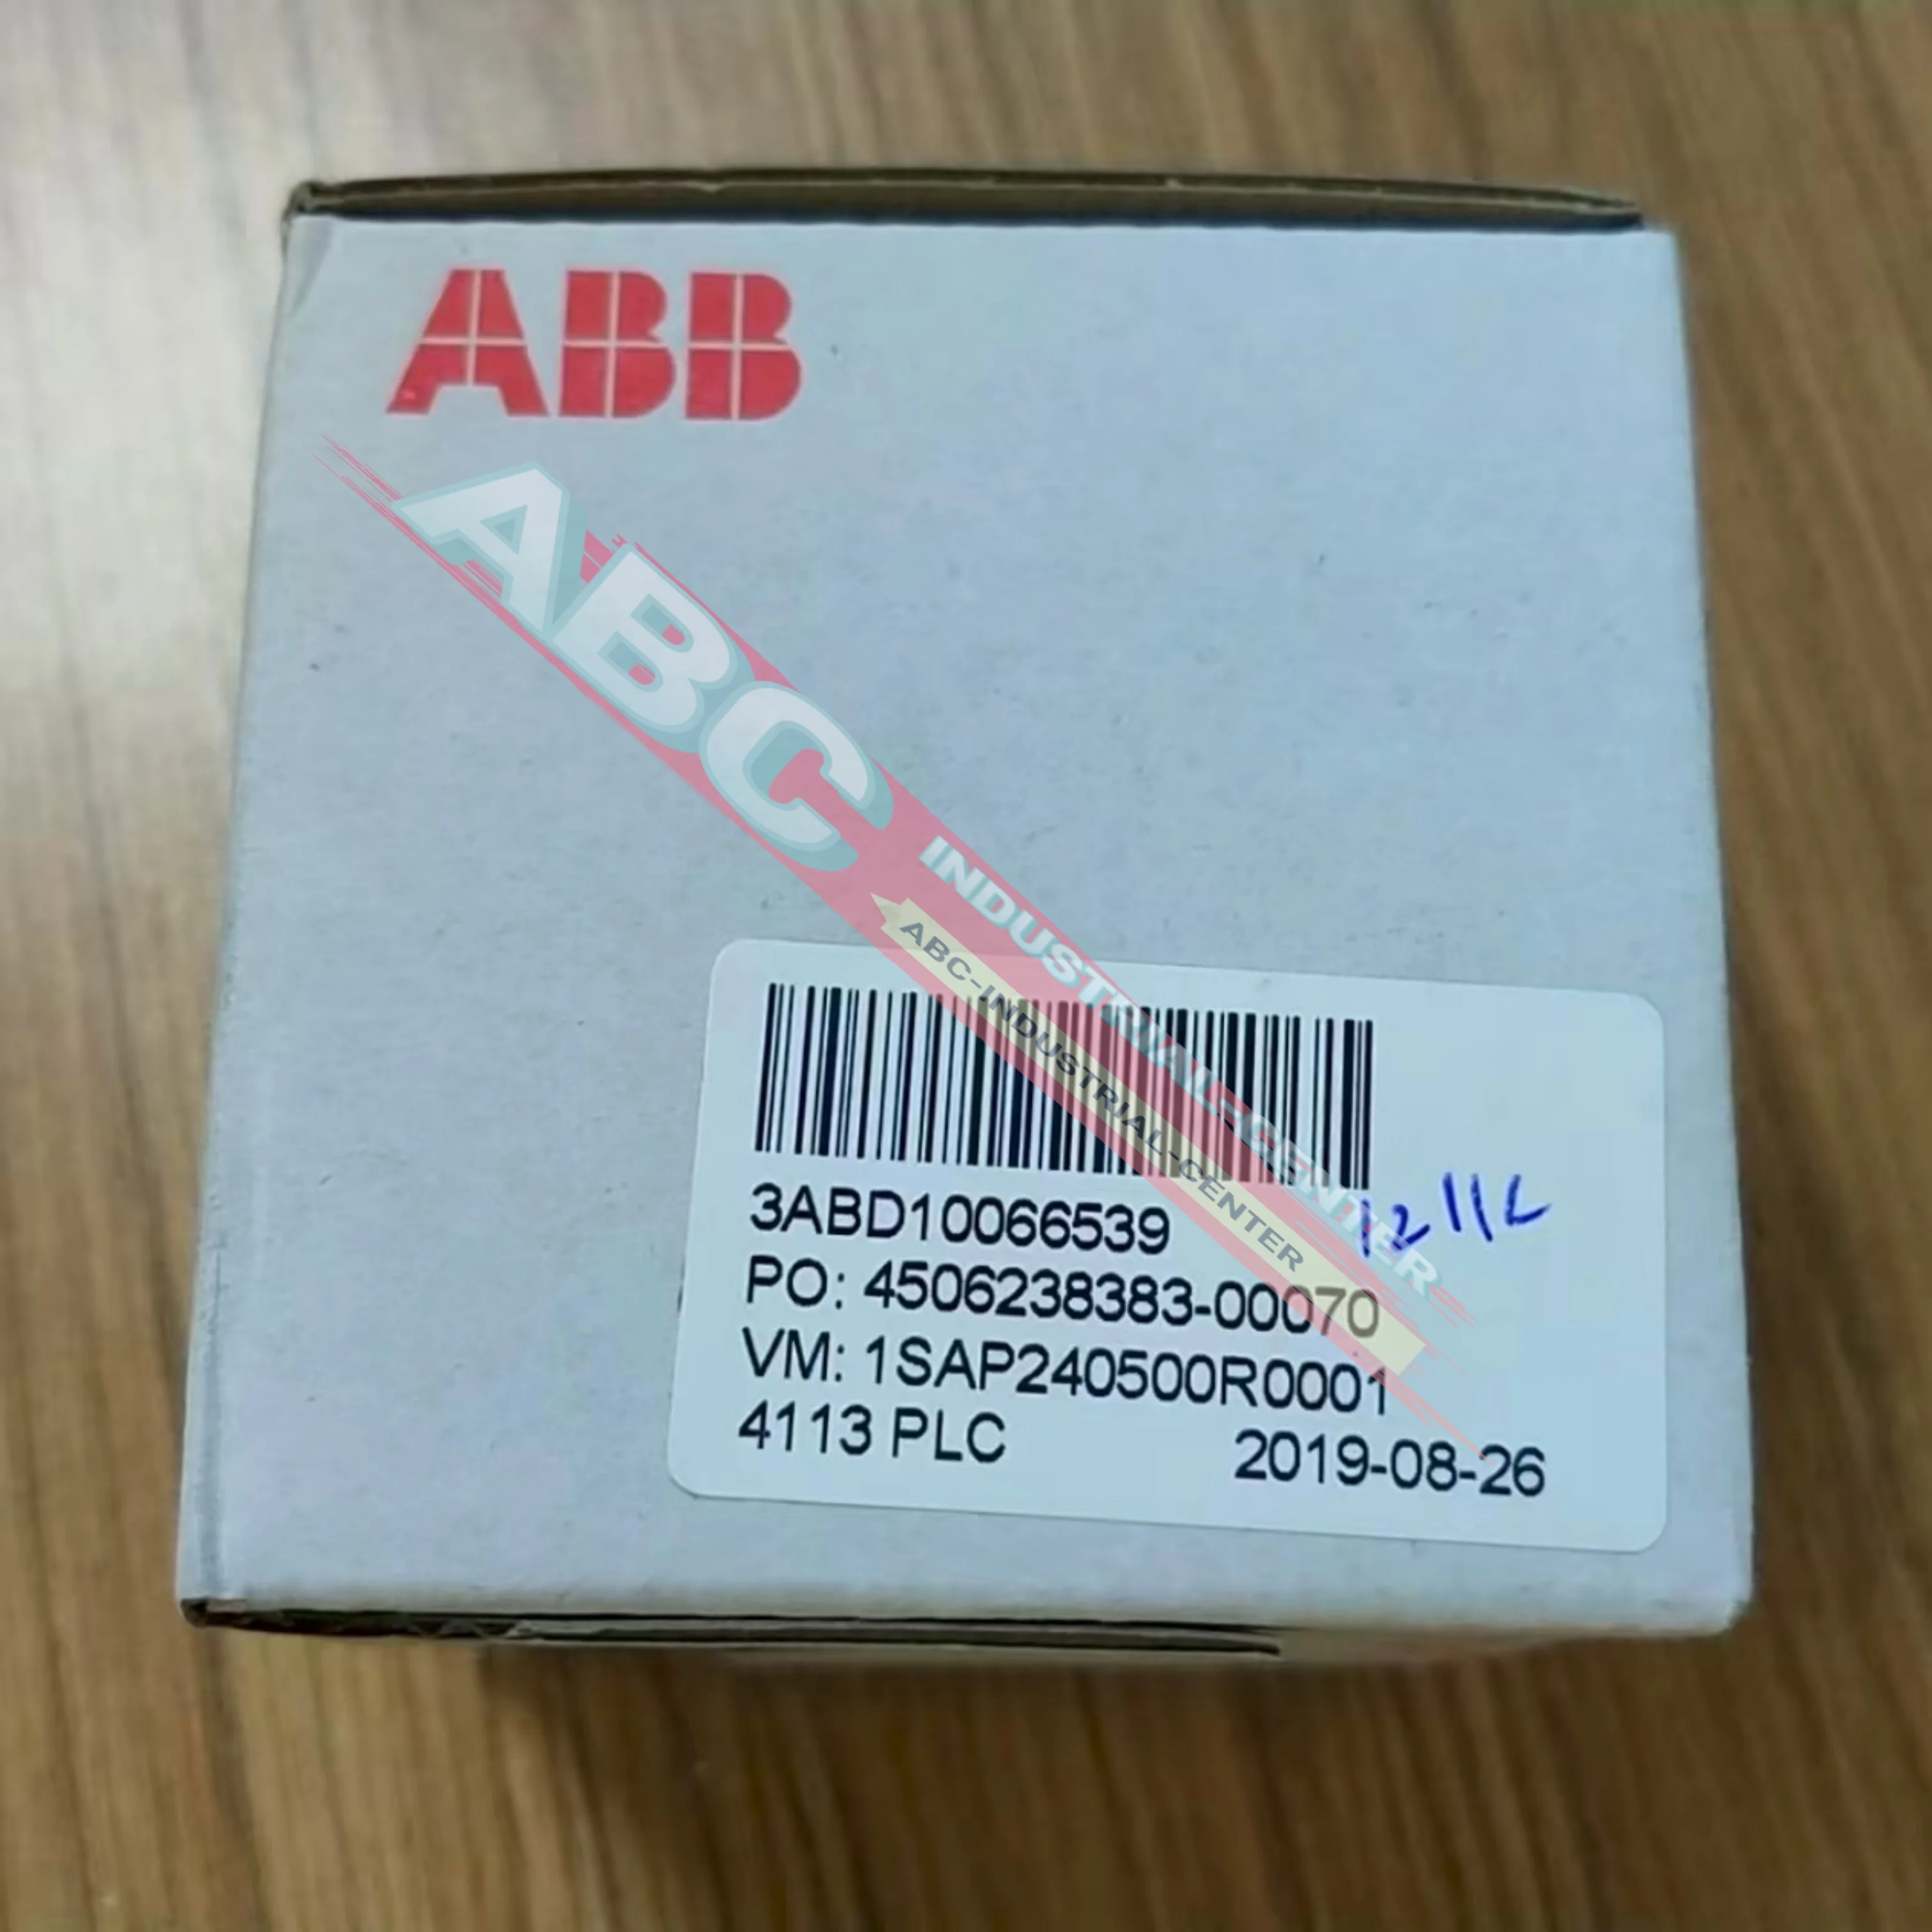 ABB
ABC
INDUSTRIAL-CENTER
ABC-INDUSTRIAL-CENTER
3ABD10066539
PO: 4506238383-00070
VM: 1SAP240500R0001
4113 PLC 2019-08-26